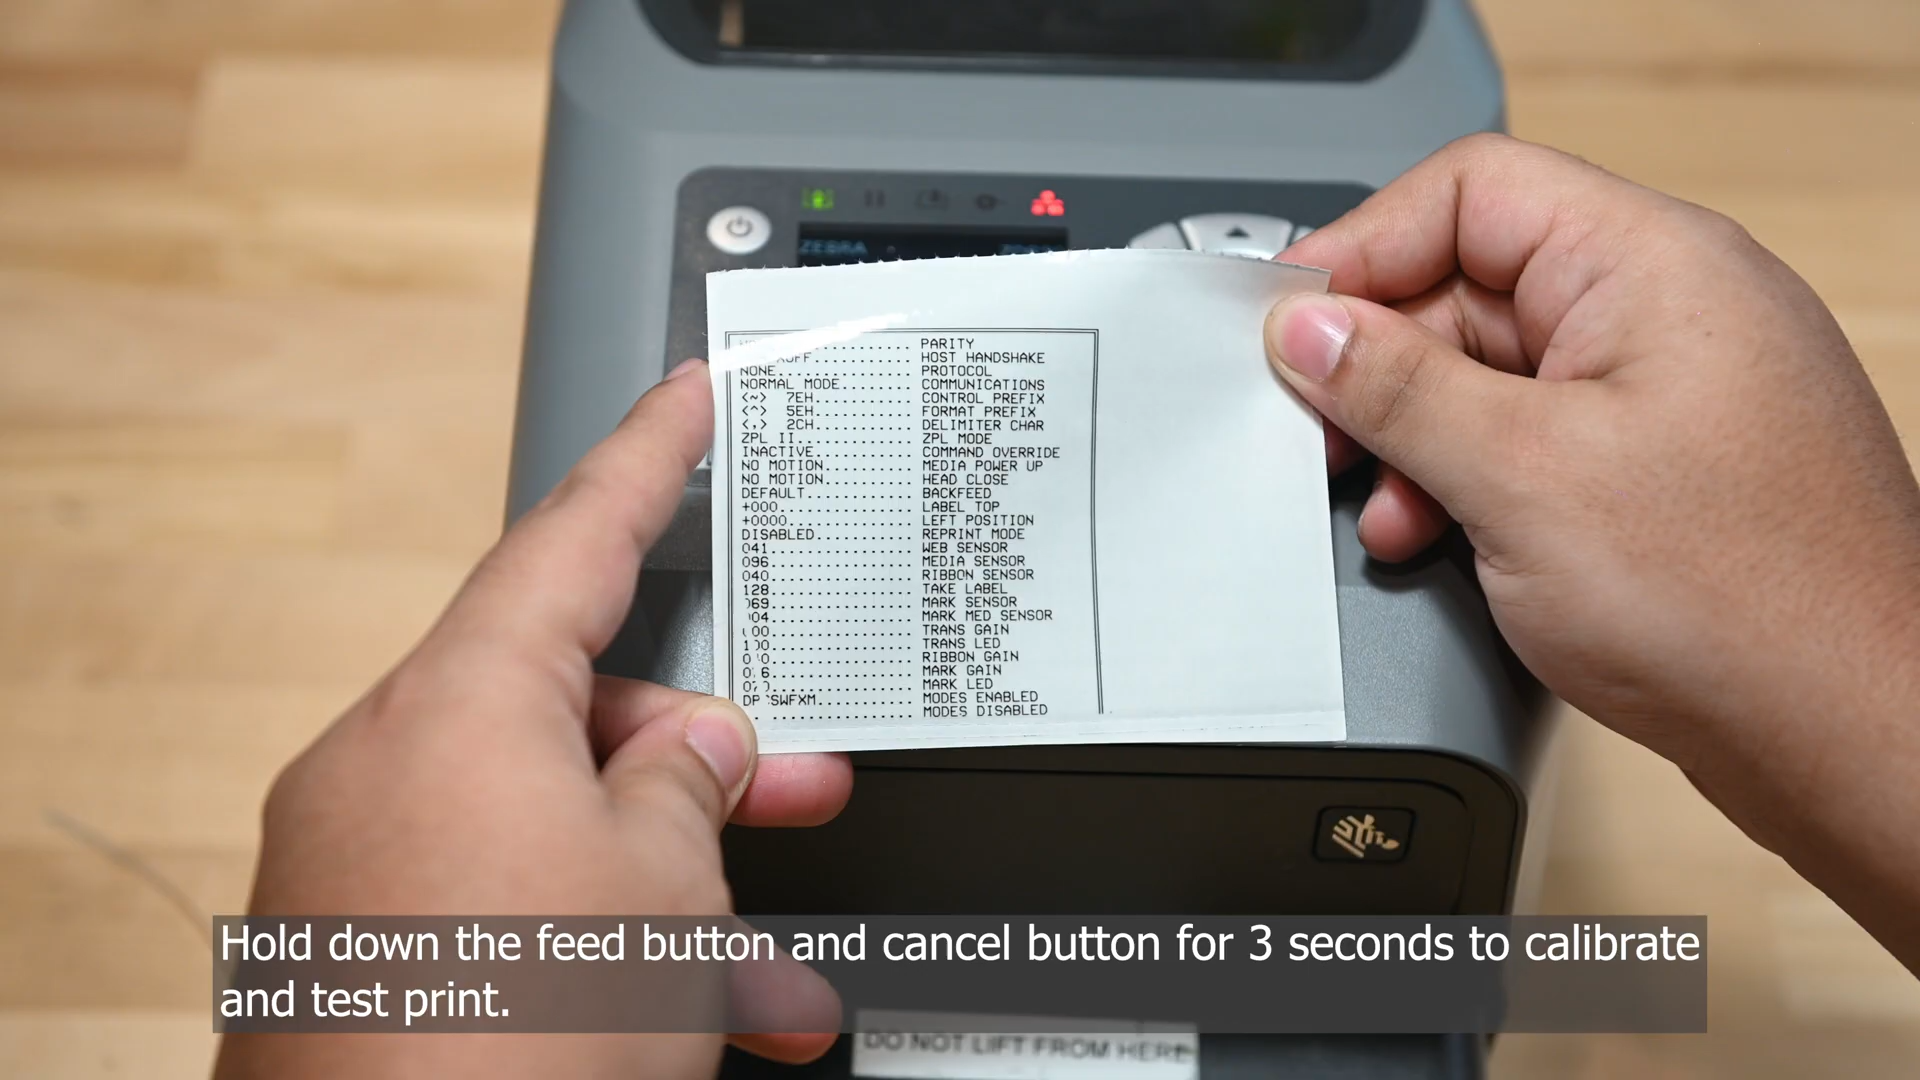 ZEBRA
PARITY
HOST HANDSHAKE
NONE............... PROTOCOL
NORMAL MODE........ COMMUNICATIONS
<~> 7EH............ CONTROL PREFIX
<^> 5EH............ FORMAT PREFIX
<,> 2CH............ DELIMITER CHAR
ZPL II............. ZPL MODE
INACTIVE........... COMMAND OVERRIDE
NO MOTION.......... MEDIA POWER UP
NO MOTION.......... HEAD CLOSE
DEFAULT............ BACKFEED
+000............... LABEL TOP
+0000.............. LEFT POSITION
DISABLED........... REPRINT MODE
041................ WEB SENSOR
096................ MEDIA SENSOR
040................ RIBBON SENSOR
128................ TAKE LABEL
MARK SENSOR
MARK MED SENSOR
TRANS GAIN
TRANS LED
RIBBON GAIN
MARK GAIN
MARK LED
MODES ENABLED
MODES DISABLED
Hold down the feed button and cancel button for 3 seconds to calibrate
and test print.
DO NOT LIFT FROM HERE